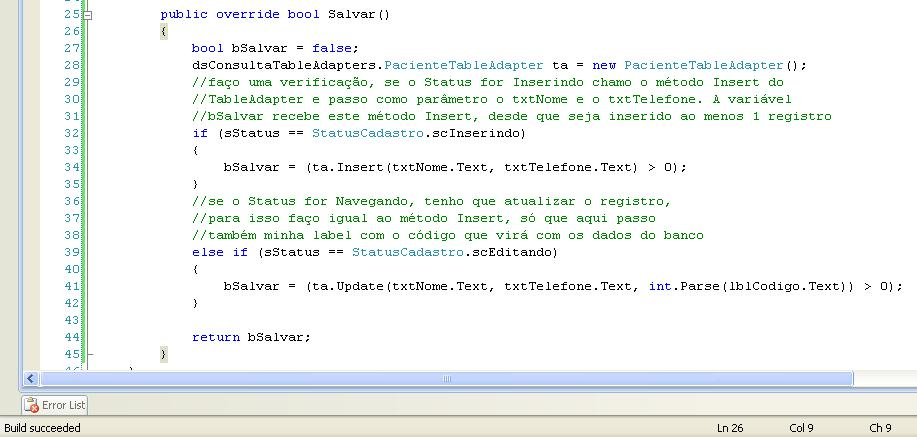 25 public override bool Salvar()
26 {
27 bool bSalvar = false;
28 dsConsultaTableAdapters.PacienteTableAdapter ta = new PacienteTableAdapter();
29 //faço uma verificação, se o Status for Inserindo chamo o método Insert do
30 //TableAdapter e passo como parâmetro o txtNome e o txtTelefone. A variável
31 //bSalvar recebe este método Insert, desde que seja inserido ao menos 1 registro
32 if (sStatus == StatusCadastro.scInserindo)
33 {
34 bSalvar = (ta.Insert(txtNome.Text, txtTelefone.Text) > 0);
35 }
36 //se o Status for Navegando, tenho que atualizar o registro,
37 //para isso faço igual ao método Insert, só que aqui passo
38 //também minha label com o código que virá com os dados do banco
39 else if (sStatus == StatusCadastro.scEditando)
40 {
41 bSalvar = (ta.Update(txtNome.Text, txtTelefone.Text, int.Parse(lblCodigo.Text)) > 0);
42 }
43
44 return bSalvar;
45 }
Error List
Build succeeded Ln 26 Col 9 Ch 9